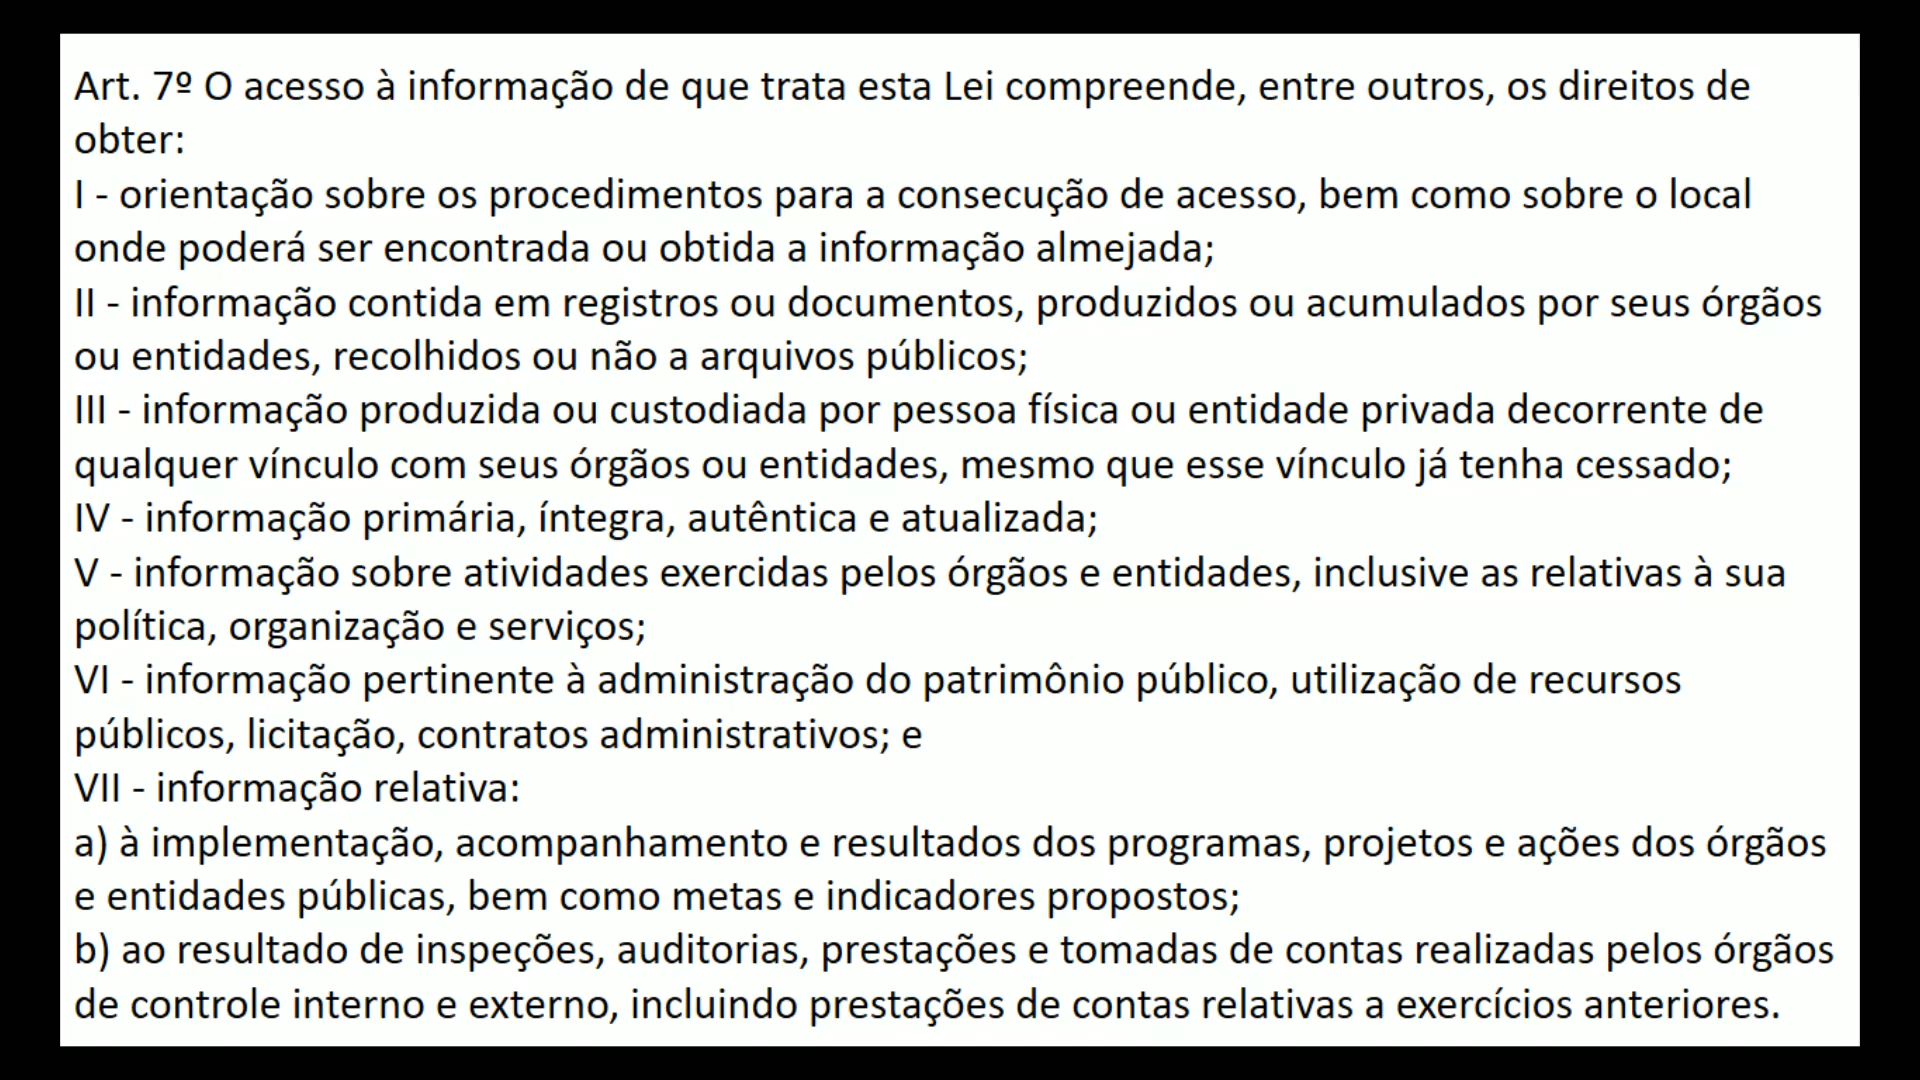 Art. 7º O acesso à informação de que trata esta Lei compreende, entre outros, os direitos de
obter:
I - orientação sobre os procedimentos para a consecução de acesso, bem como sobre o local
onde poderá ser encontrada ou obtida a informação almejada;
II - informação contida em registros ou documentos, produzidos ou acumulados por seus órgãos
ou entidades, recolhidos ou não a arquivos públicos;
III - informação produzida ou custodiada por pessoa física ou entidade privada decorrente de
qualquer vínculo com seus órgãos ou entidades, mesmo que esse vínculo já tenha cessado;
IV - informação primária, íntegra, autêntica e atualizada;
V - informação sobre atividades exercidas pelos órgãos e entidades, inclusive as relativas à sua
política, organização e serviços;
VI - informação pertinente à administração do patrimônio público, utilização de recursos
públicos, licitação, contratos administrativos; e
VII - informação relativa:
a) à implementação, acompanhamento e resultados dos programas, projetos e ações dos órgãos
e entidades públicas, bem como metas e indicadores propostos;
b) ao resultado de inspeções, auditorias, prestações e tomadas de contas realizadas pelos órgãos
de controle interno e externo, incluindo prestações de contas relativas a exercícios anteriores.